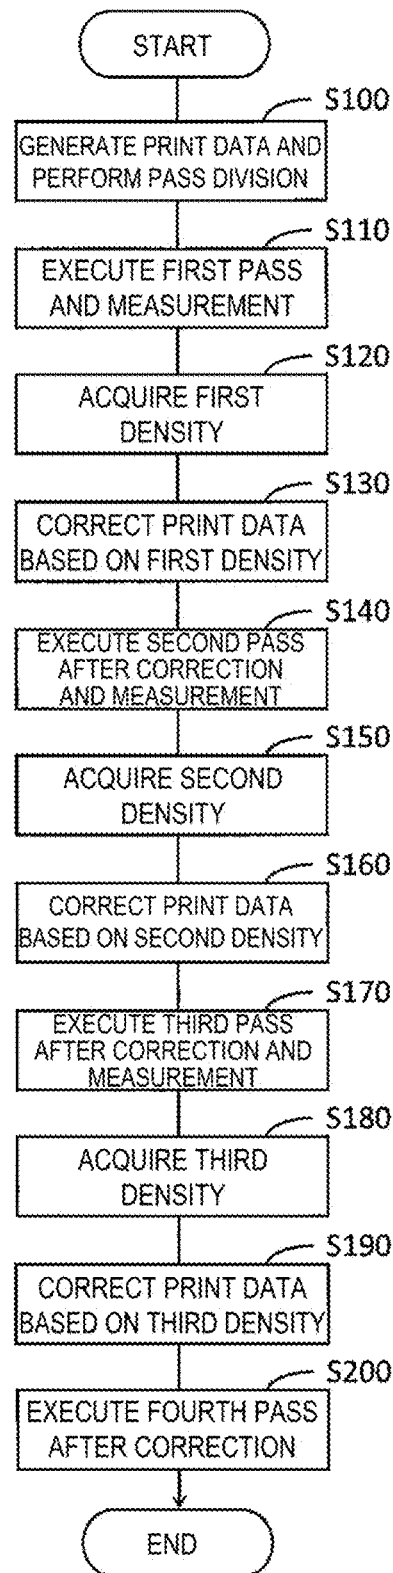 START
S100
GENERATE PRINT DATA AND
PERFORM PASS DIVISION
S110
EXECUTE FIRST PASS
AND MEASUREMENT
S120
ACQUIRE FIRST
DENSITY
S130
CORRECT PRINT DATA
BASED ON FIRST DENSITY
S140
EXECUTE SECOND PASS
AFTER CORRECTION
AND MEASUREMENT
S150
ACQUIRE SECOND
DENSITY
S160
CORRECT PRINT DATA
BASED ON SECOND DENSITY
S170
EXECUTE THIRD PASS
AFTER CORRECTION AND
MEASUREMENT
S180
ACQUIRE THIRD
DENSITY
S190
CORRECT PRINT DATA
BASED ON THIRD DENSITY
S200
EXECUTE FOURTH PASS
AFTER CORRECTION
END